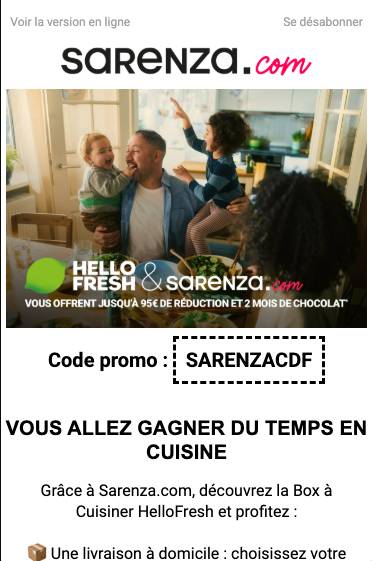 Voir la version en ligne
Se désabonner
sarenza.com
HELLO
FRESH & sarenza.com
VOUS OFFRENT JUSQU'À 95€ DE RÉDUCTION ET 2 MOIS DE CHOCOLAT*
Code promo : SARENZACDF
VOUS ALLEZ GAGNER DU TEMPS EN
CUISINE
Grâce à Sarenza.com, découvrez la Box à
Cuisiner HelloFresh et profitez :
📦 Une livraison à domicile : choisissez votre